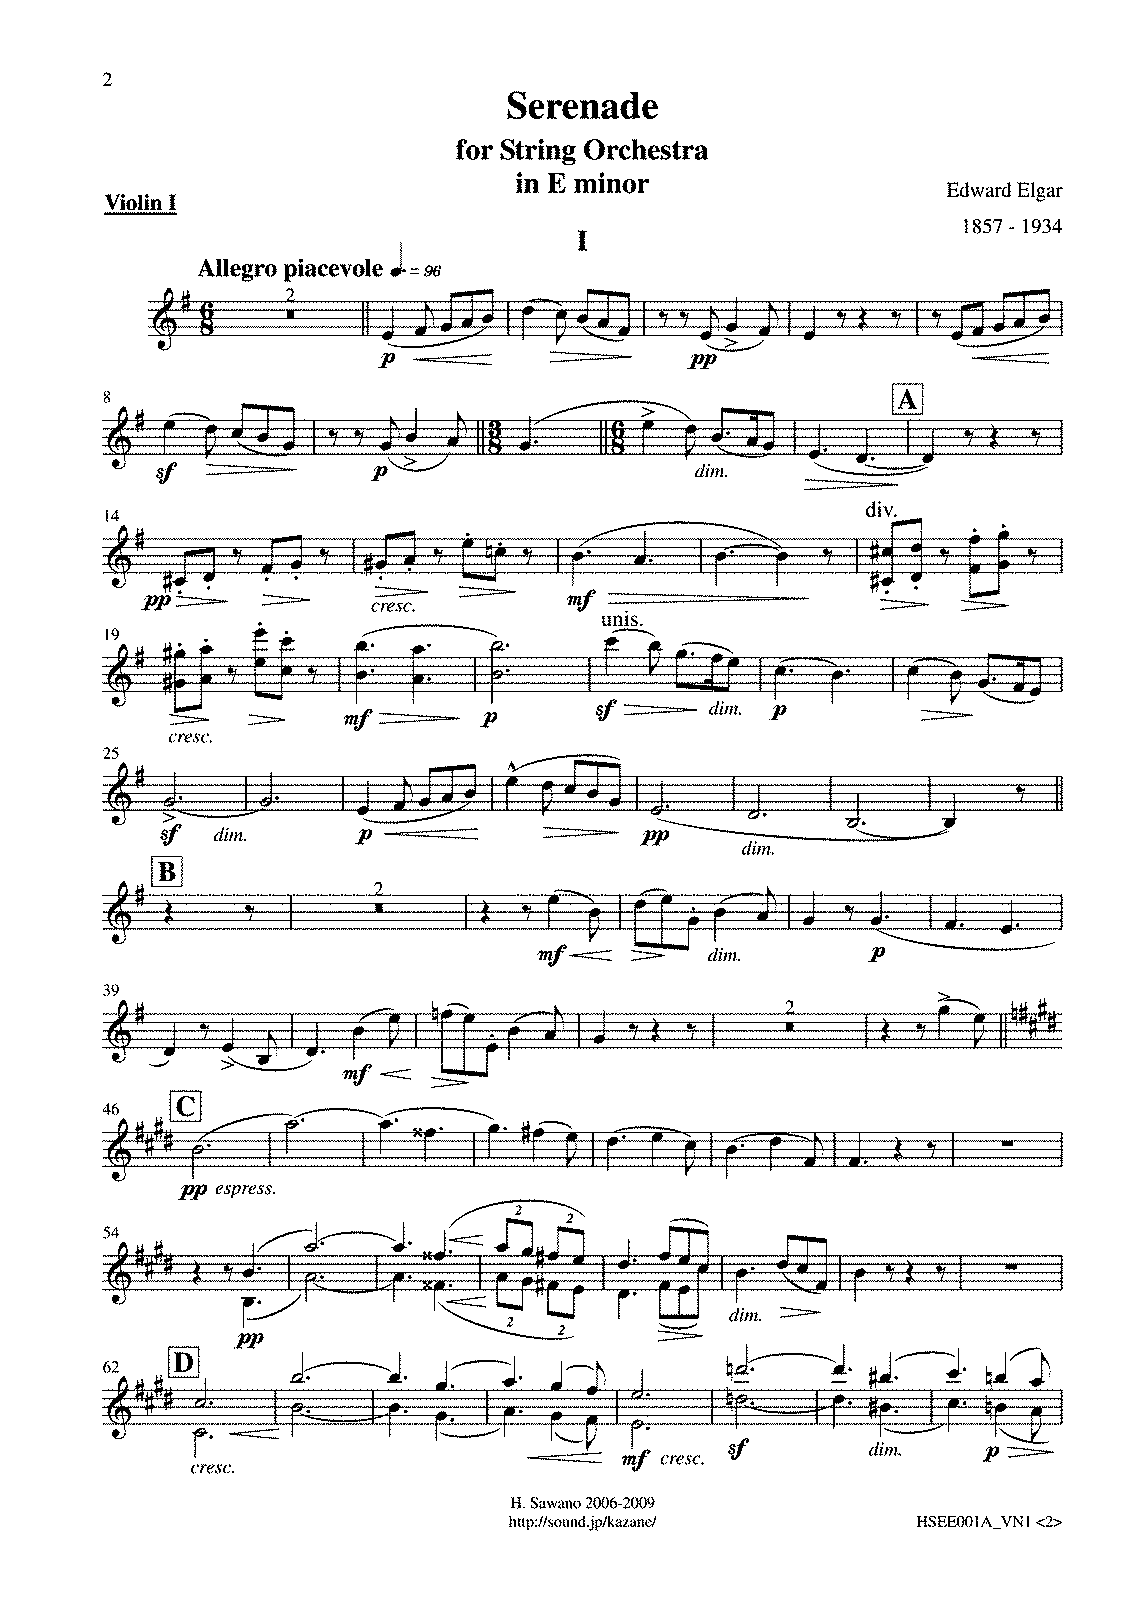 2
Serenade
for String Orchestra
in E minor
Violin I
Edward Elgar
1857 - 1934
I
Allegro piacevole ♩. = 96
6 8
2
p
pp
8
A
3 8
6 8
sf
p
dim.
14
div.
pp
cresc.
mf
19
unis.
cresc.
mf
p
sf
dim.
p
25
sf
dim.
p
pp
dim.
B
2
mf
dim.
p
39
2
mf
46
C
pp espress.
54
2
2
2
2
pp
dim.
62
D
cresc.
mf cresc.
sf
dim.
p
H. Sawano 2006-2009
http://sound.jp/kazane/
HSEE001A_VN1 <2>